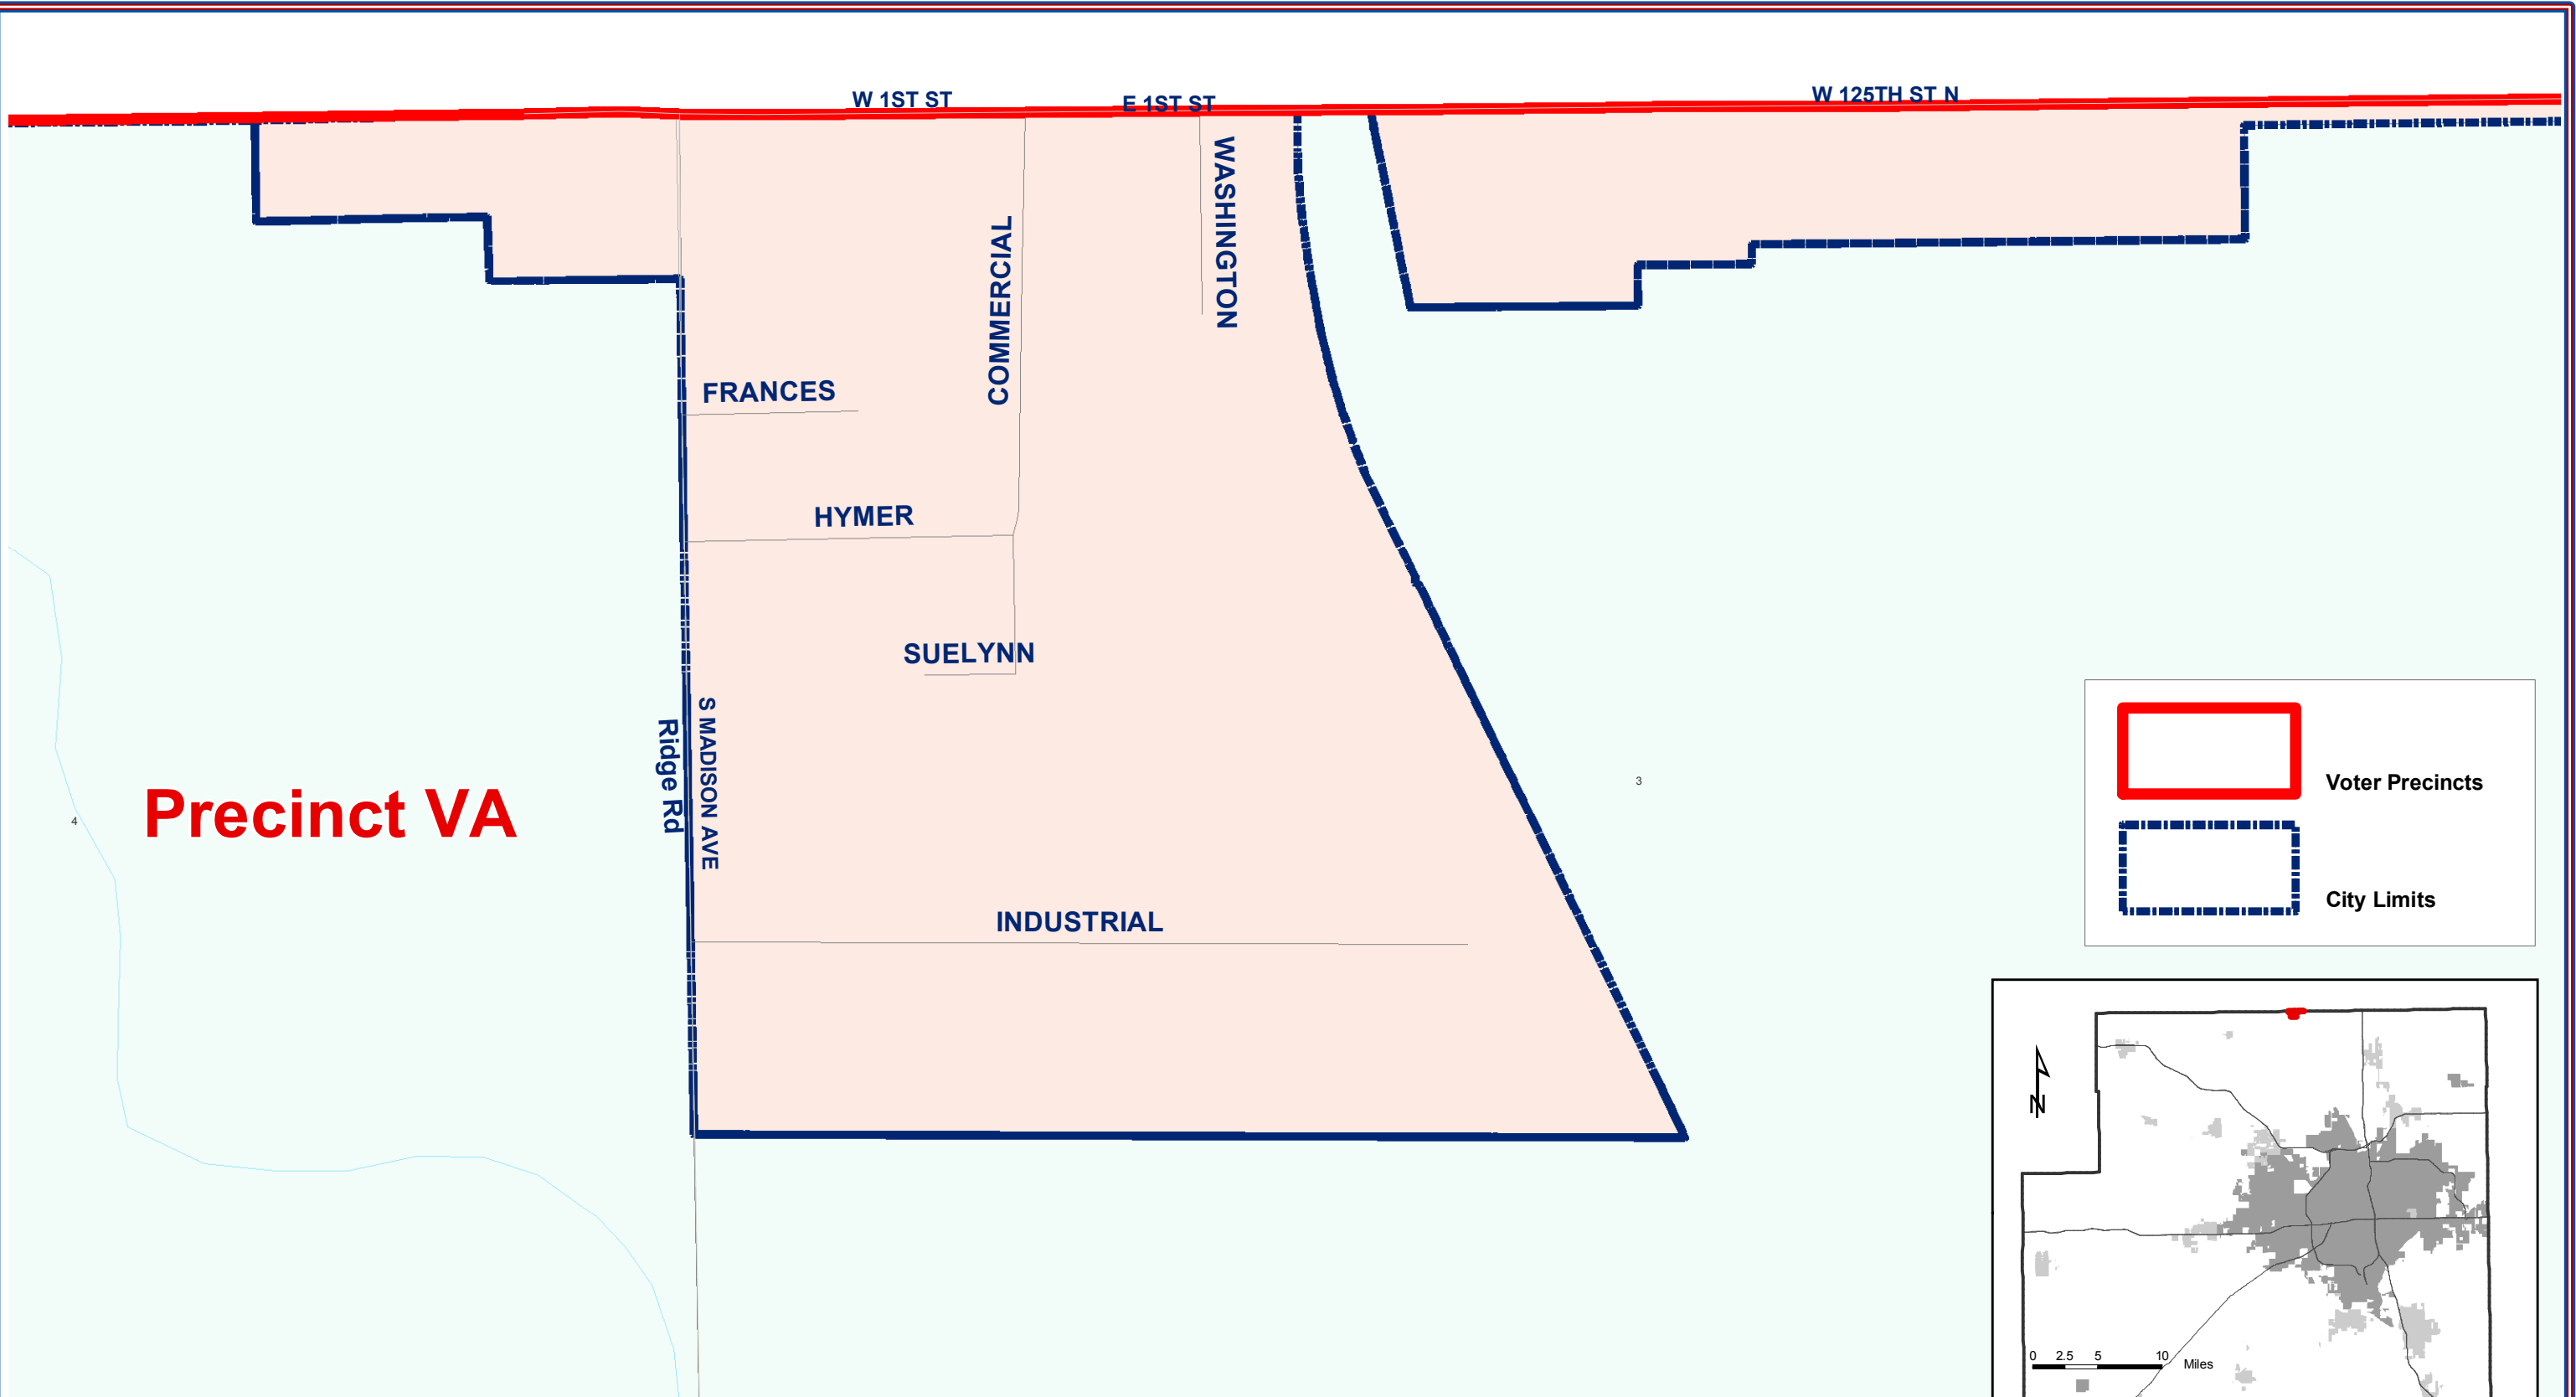 W 1ST ST
E 1ST ST
W 125TH ST N
WASHINGTON
COMMERCIAL
FRANCES
HYMER
SUELYNN
S MADISON AVE
Ridge Rd
Precinct VA
4
3
INDUSTRIAL
Voter Precincts
City Limits
N
0 2.5 5 10 Miles